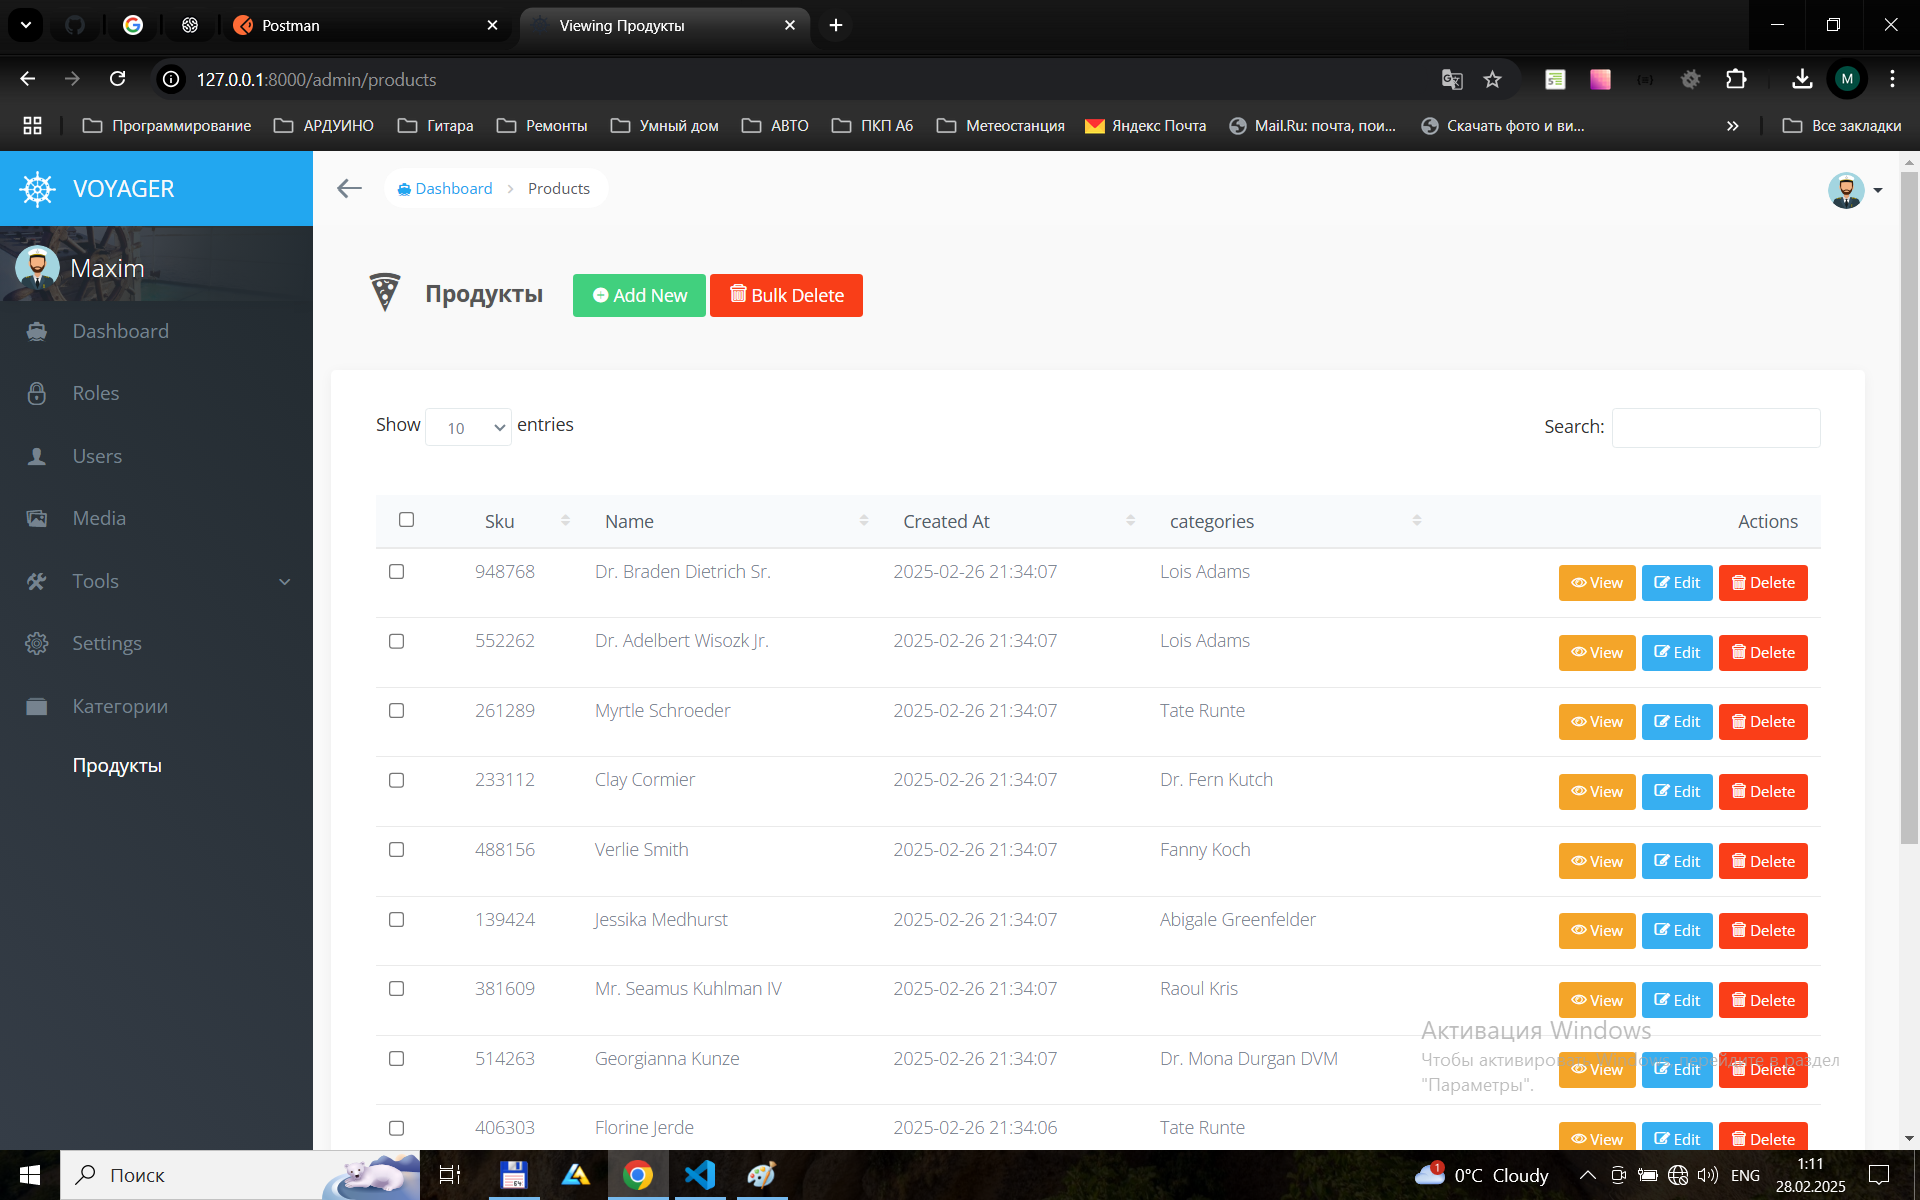 Postman
Viewing Продукты
127.0.0.1:8000/admin/products
M
Программирование
АРДУИНО
Гитара
Ремонты
Умный дом
АВТО
ПКП А6
Метеостанция
Яндекс Почта
Mail.Ru: почта, пои...
Скачать фото и ви...
Все закладки
VOYAGER
Dashboard
Products
Maxim
Продукты
Add New
Bulk Delete
Dashboard
Roles
Users
Media
Tools
Settings
Категории
Продукты
Show 10 entries
Search:
Sku Name Created At categories Actions
948768 Dr. Braden Dietrich Sr. 2025-02-26 21:34:07 Lois Adams View Edit Delete
552262 Dr. Adelbert Wisozk Jr. 2025-02-26 21:34:07 Lois Adams View Edit Delete
261289 Myrtle Schroeder 2025-02-26 21:34:07 Tate Runte View Edit Delete
233112 Clay Cormier 2025-02-26 21:34:07 Dr. Fern Kutch View Edit Delete
488156 Verlie Smith 2025-02-26 21:34:07 Fanny Koch View Edit Delete
139424 Jessika Medhurst 2025-02-26 21:34:07 Abigale Greenfelder View Edit Delete
381609 Mr. Seamus Kuhlman IV 2025-02-26 21:34:07 Raoul Kris View Edit Delete
514263 Georgianna Kunze 2025-02-26 21:34:07 Dr. Mona Durgan DVM View Edit Delete
406303 Florine Jerde 2025-02-26 21:34:06 Tate Runte View Edit Delete
Активация Windows
Чтобы активировать Windows, перейдите в раздел
"Параметры".
Поиск
64
1
0°C Cloudy
ENG
1:11
28.02.2025